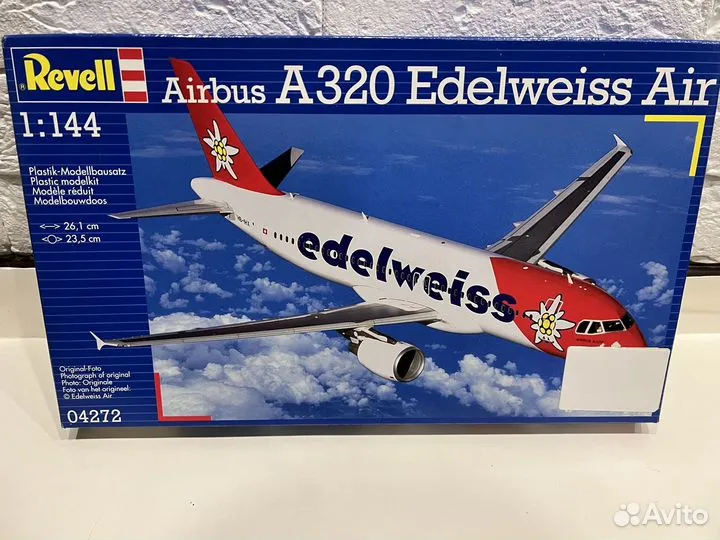 Revell
Airbus A320 Edelweiss Air
1:144
Plastik-Modellbausatz
Plastic modelkit
Modèle réduit
Modelbouwdoos
26,1 cm
23,5 cm
edelweiss
Original-Foto
Photograph of original
Photo: Originale
Foto van het origineel:
© Edelweiss Air.
04272
Avito